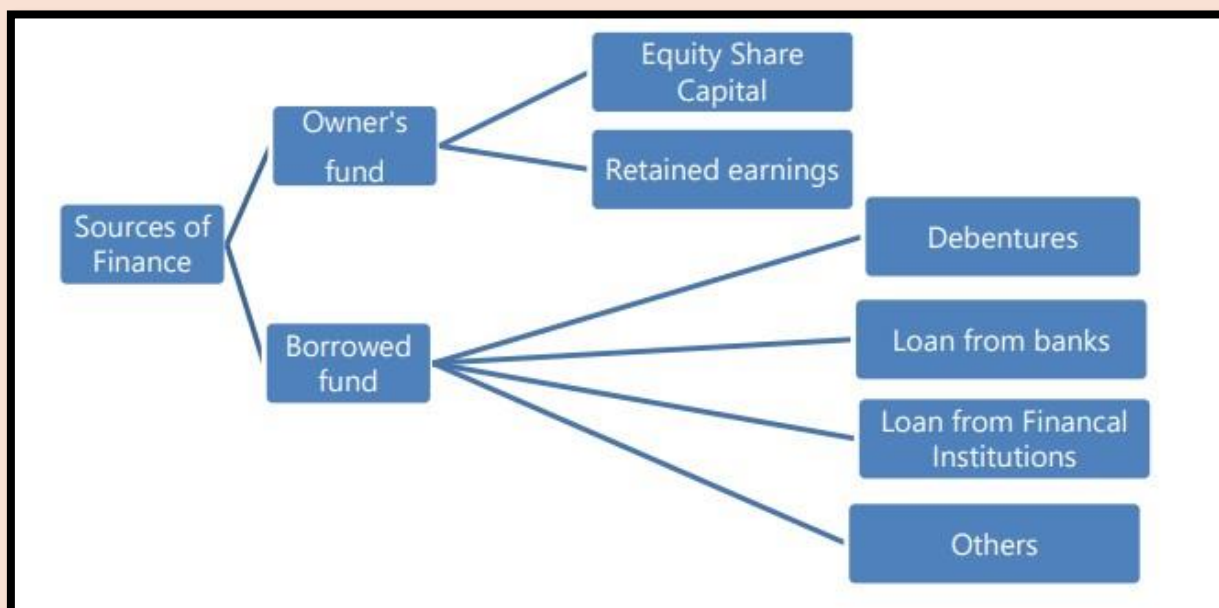 Sources of
Finance
Owner's
fund
Equity Share
Capital
Retained earnings
Borrowed
fund
Debentures
Loan from banks
Loan from Financal
Institutions
Others